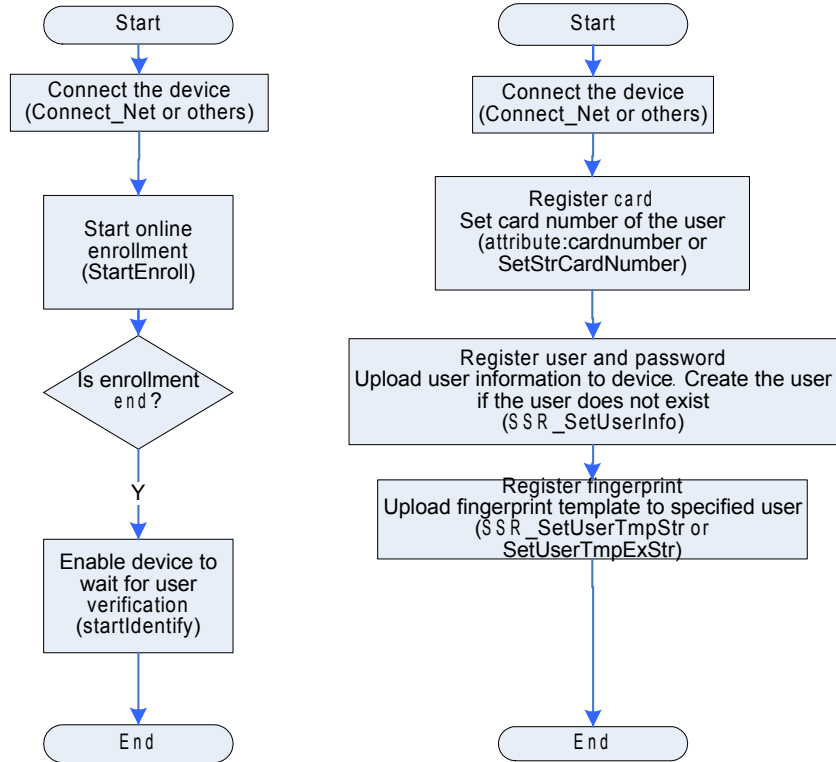 Start
Connect the device
(Connect_Net or others)
Start online
enrollment
(StartEnroll)
Is enrollment
end?
Y
Enable device to
wait for user
verification
(startIdentify)
End
Start
Connect the device
(Connect_Net or others)
Register card
Set card number of the user
(attribute:cardnumber or
SetStrCardNumber)
Register user and password
Upload user information to device. Create the user
if the user does not exist
(SSR_SetUserInfo)
Register fingerprint
Upload fingerprint template to specified user
(SSR_SetUserTmpStr or
SetUserTmpExStr)
End